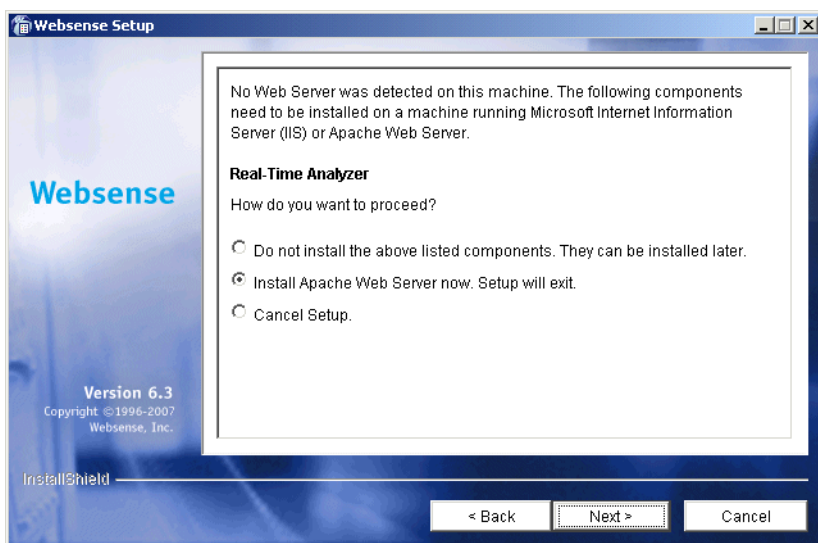 Websense Setup
No Web Server was detected on this machine. The following components
need to be installed on a machine running Microsoft Internet Information
Server (IIS) or Apache Web Server.
Real-Time Analyzer
How do you want to proceed?
Do not install the above listed components. They can be installed later.
Install Apache Web Server now. Setup will exit.
Cancel Setup.
Websense
Version 6.3
Copyright ©1996-2007
Websense, Inc.
InstallShield
< Back
Next >
Cancel